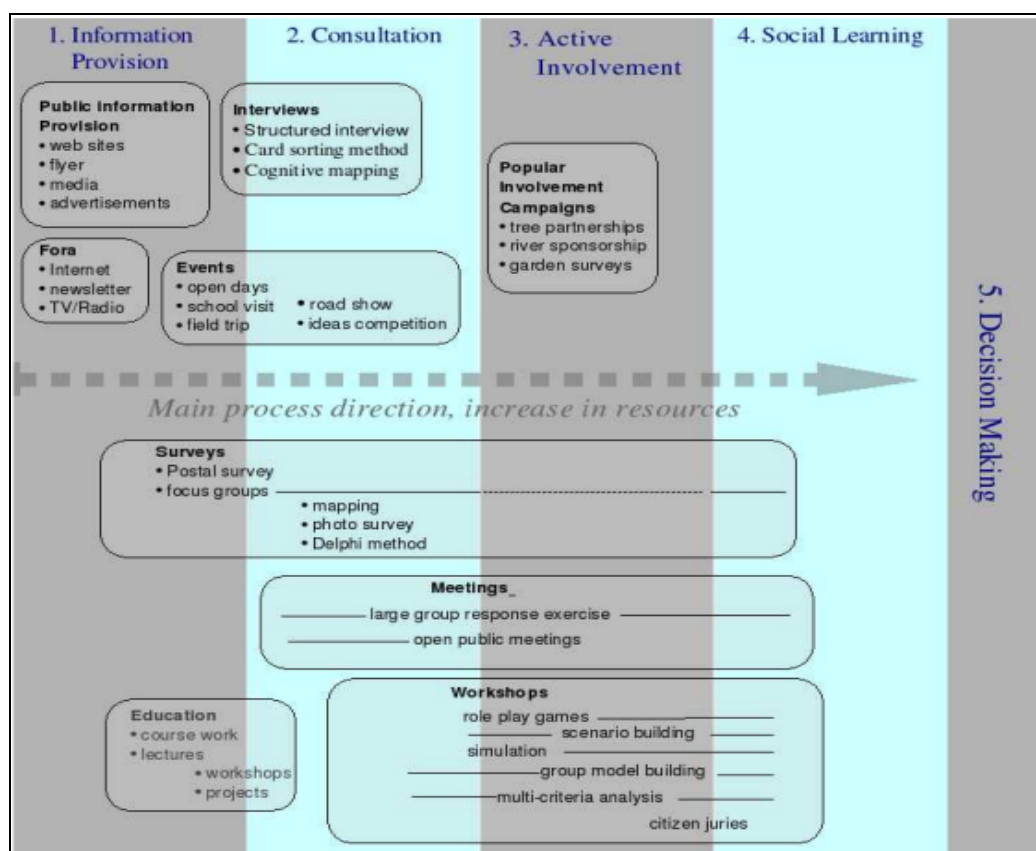 1. Information
Provision
2. Consultation
3. Active
Involvement
4. Social Learning
Public information
Provision
• web sites
• flyer
• media
• advertisements
Interviews
• Structured interview
• Card sorting method
• Cognitive mapping
Popular
Involvement
Campaigns
• tree partnerships
• river sponsorship
• garden surveys
Fora
• Internet
• newsletter
• TV/Radio
Events
• open days
• school visit
• field trip
• road show
• ideas competition
Main process direction, increase in resources
5. Decision Making
Surveys
• Postal survey
• focus groups
• mapping
• photo survey
• Delphi method
Meetings_
large group response exercise
open public meetings
Education
• course work
• lectures
• workshops
• projects
Workshops
role play games
scenario building
simulation
group model building
multi-criteria analysis
citizen juries